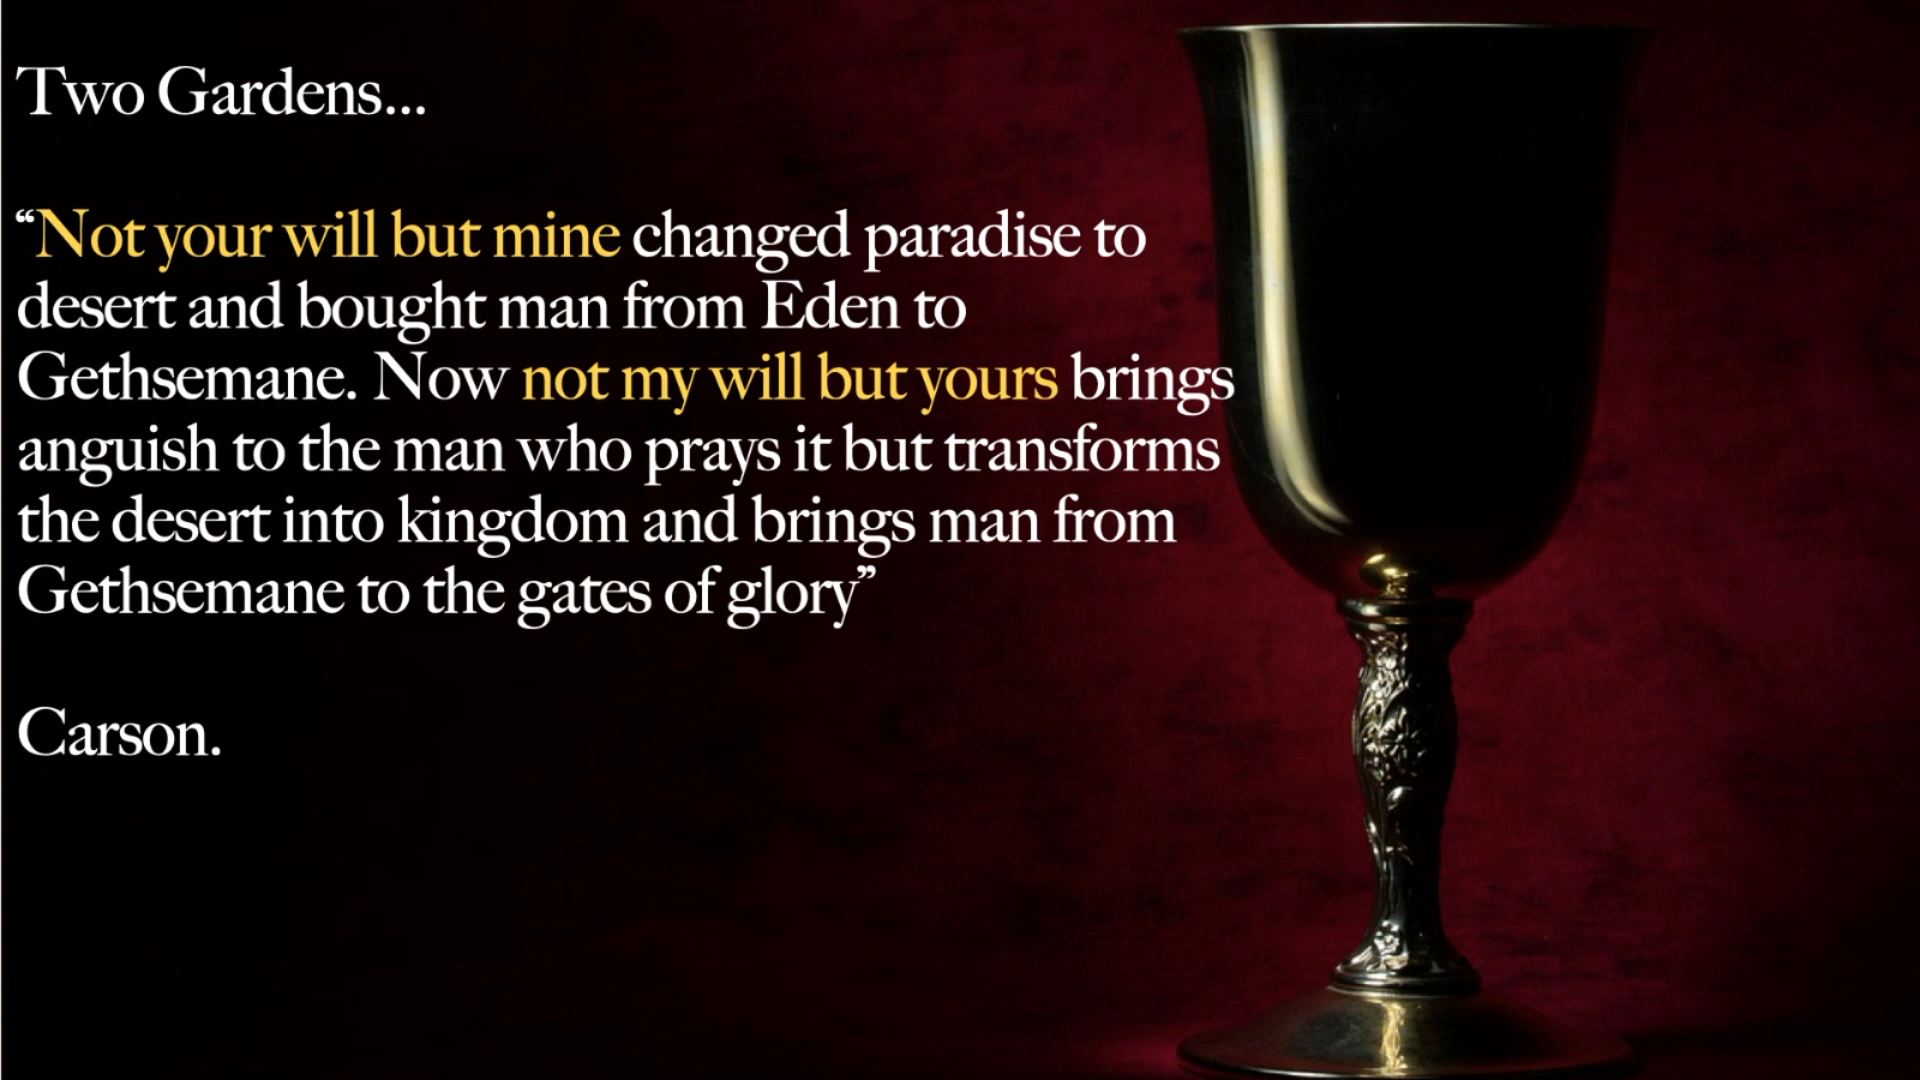 Two Gardens...
“Not your will but mine changed paradise to
desert and bought man from Eden to
Gethsemane. Now not my will but yours brings
anguish to the man who prays it but transforms
the desert into kingdom and brings man from
Gethsemane to the gates of glory”
Carson.